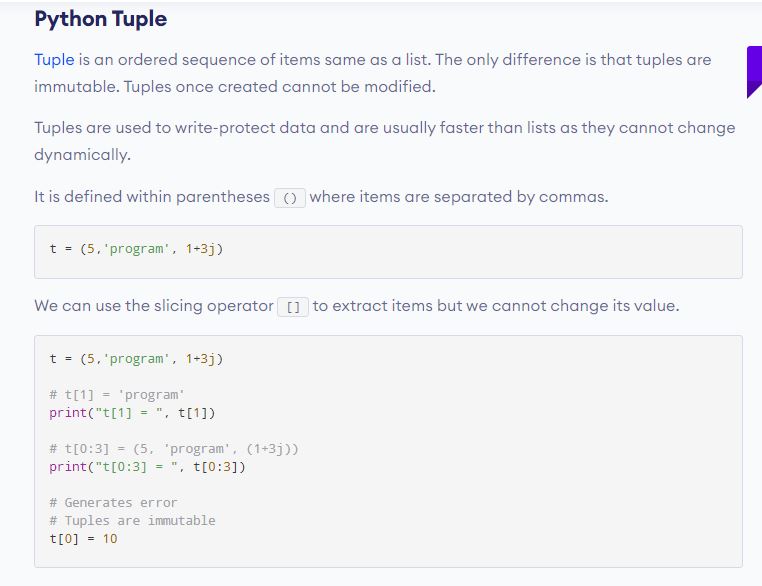 Python Tuple
Tuple is an ordered sequence of items same as a list. The only difference is that tuples are
immutable. Tuples once created cannot be modified.
Tuples are used to write-protect data and are usually faster than lists as they cannot change
dynamically.
It is defined within parentheses () where items are separated by commas.
t = (5,'program', 1+3j)
We can use the slicing operator [] to extract items but we cannot change its value.
t = (5,'program', 1+3j)
# t[1] = 'program'
print("t[1] = ", t[1])
# t[0:3] = (5, 'program', (1+3j))
print("t[0:3] = ", t[0:3])
# Generates error
# Tuples are immutable
t[0] = 10